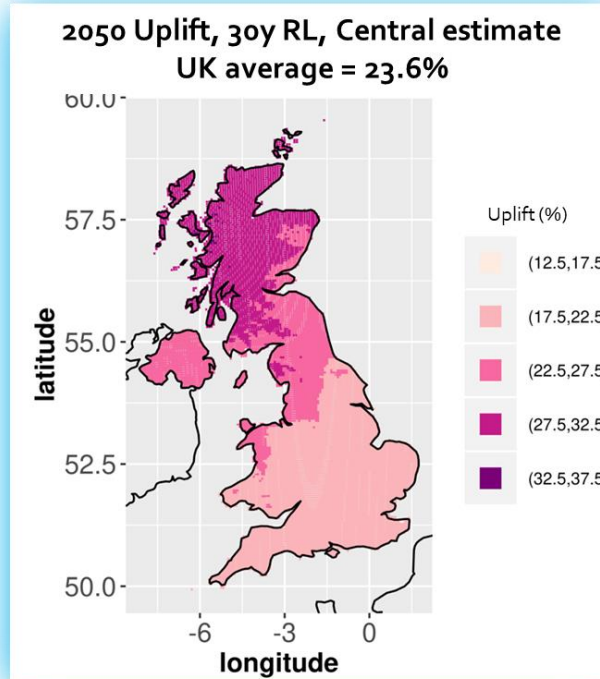 2050 Uplift, 30y RL, Central estimate
UK average = 23.6%
60.0
57.5
55.0
52.5
50.0
latitude
-6 -3 0
longitude
Uplift (%)
(12.5,17.5
(17.5,22.5
(22.5,27.5
(27.5,32.5
(32.5,37.5